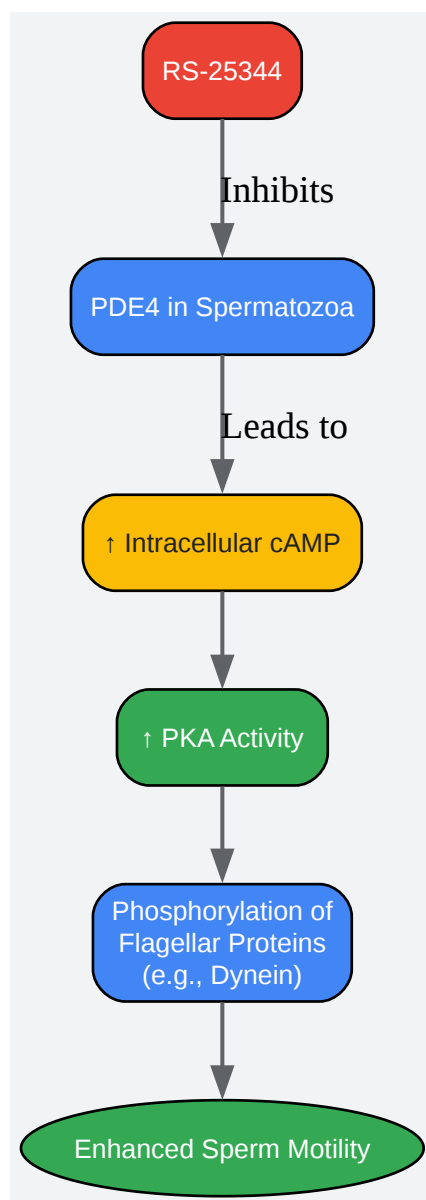 RS-25344
Inhibits
PDE4 in Spermatozoa
Leads to
↑ Intracellular cAMP
↑ PKA Activity
Phosphorylation of
Flagellar Proteins
(e.g., Dynein)
Enhanced Sperm Motility